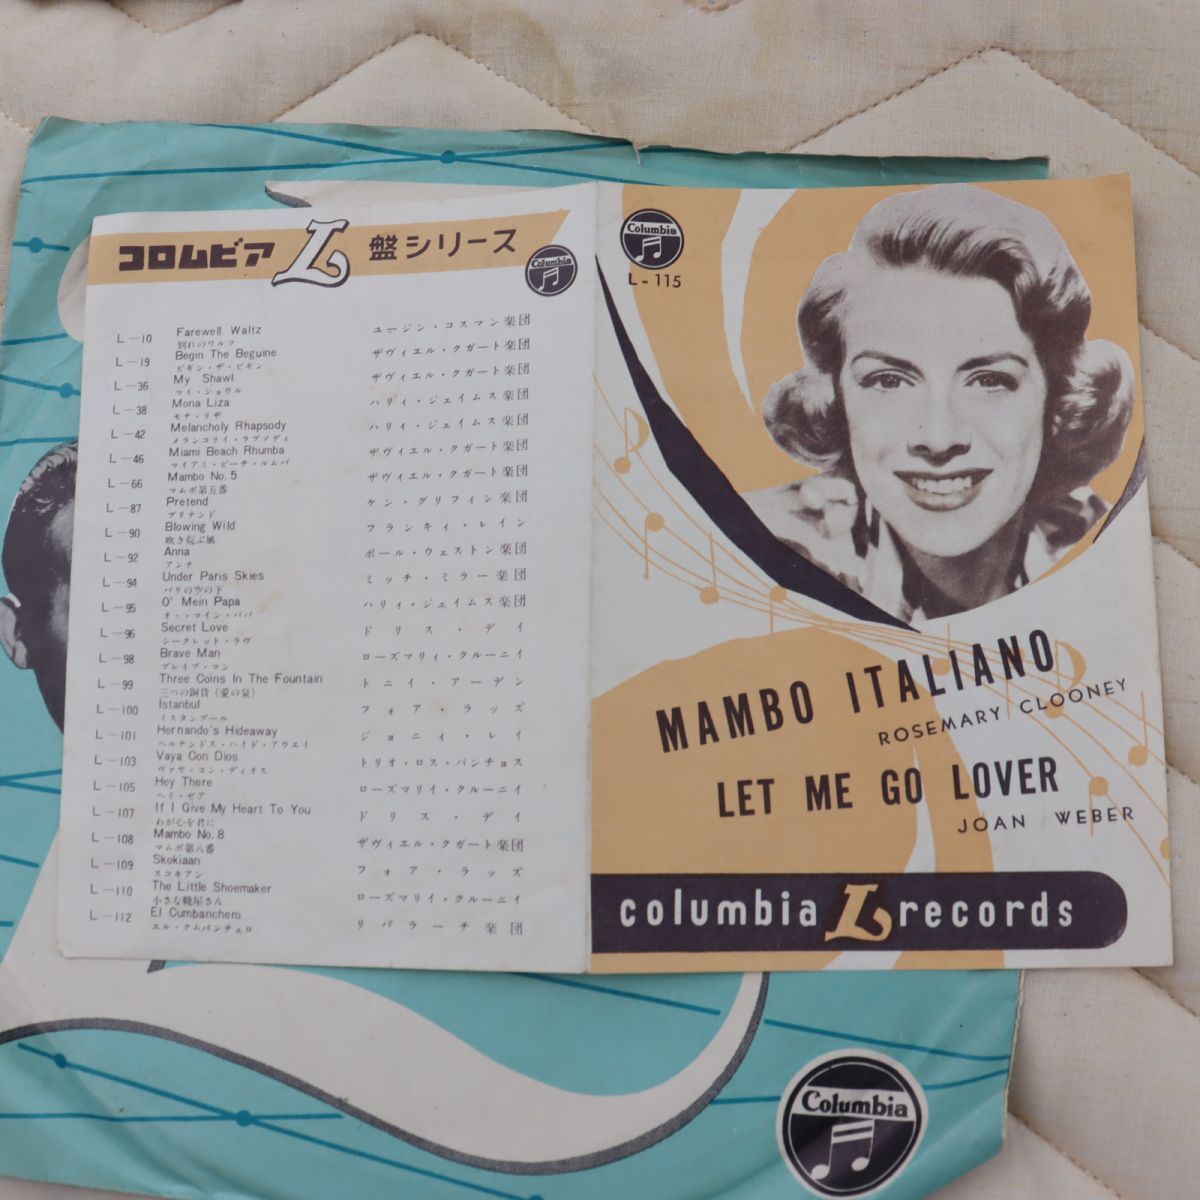 コロムビア L 盤シリーズ
Columbia
L-10 Farewell Waltz ユージン・コスマン楽団
別れのワルツ
L-19 Begin The Beguine ザヴィエル・クガート楽団
ビギン・ザ・ビギン
L-36 My Shawl ザヴィエル・クガート楽団
マイ・ショウル
L-38 Mona Liza ハリィ・ジェイムス楽団
モナ・リザ
L-42 Melancholy Rhapsody ハリィ・ジェイムス楽団
メランコリイ・ラプソディ
L-46 Miami Beach Rhumba ザヴィエル・クガート楽団
マイアミ・ビーチ・ルムバ
L-66 Mambo No.5 ザヴィエル・クガート楽団
マムボ第五番
L-87 Pretend ケン・グリフィン楽団
プリテンド
L-90 Blowing Wild フランキィ・レイン
吹き荒ぶ風
L-92 Anna ポール・ウェストン楽団
アンナ
L-94 Under Paris Skies ミッチ・ミラー楽団
パリの空の下
L-95 O' Mein Papa ハリィ・ジェイムス楽団
オー・マイン・パパ
L-96 Secret Love ドリス・デイ
シークレット・ラヴ
L-98 Brave Man ローズマリィ・クルーニイ
ブレイブ・マン
L-99 Three Coins In The Fountain トニイ・アーデン
三つの銅貨(愛の泉)
L-100 Istanbul フォア・ラッズ
イスタンブール
L-101 Hernando's Hideaway ジョニィ・レイ
ヘルナンドス・ハイド・アウエイ
L-103 Vaya Con Dios トリオ・ロス・パンチョス
ヴァヤ・コン・ディオス
L-105 Hey There ローズマリィ・クルーニイ
ヘイ・ゼア
L-107 If I Give My Heart To You ドリス・デイ
わが心を君に
L-108 Mambo No.8 ザヴィエル・クガート楽団
マムボ第八番
L-109 Skokiaan フォア・ラッズ
スコキアン
L-110 The Little Shoemaker ローズマリイ・クルーニイ
小さな靴屋さん
L-112 El Cumbanchero リバラーチ楽団
エル・クムバンチェロ
Columbia
L-115
MAMBO ITALIANO
ROSEMARY CLOONEY
LET ME GO LOVER
JOAN WEBER
columbia L records
Columbia